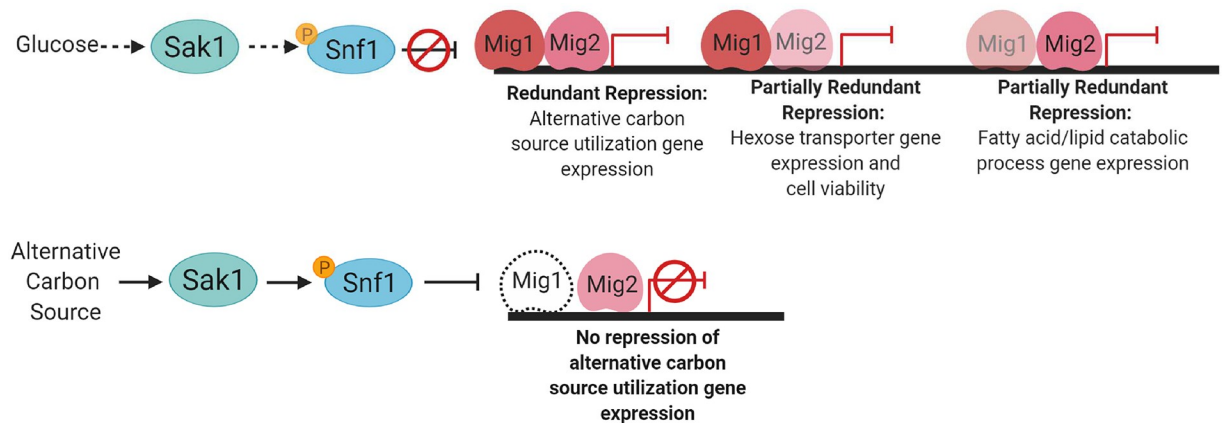 Glucose
Sak1
P
Snf1
Mig1
Mig2
Mig1
Mig2
Mig1
Mig2
Redundant Repression:
Alternative carbon
source utilization gene
expression
Partially Redundant
Repression:
Hexose transporter gene
expression and
cell viability
Partially Redundant
Repression:
Fatty acid/lipid catabolic
process gene expression
Alternative
Carbon
Source
Sak1
P
Snf1
Mig1
Mig2
No repression of
alternative carbon
source utilization gene
expression